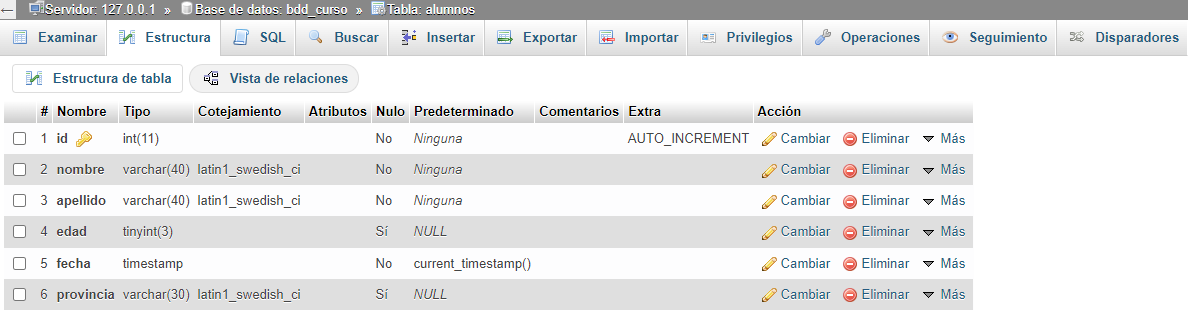 Servidor: 127.0.0.1 » Base de datos: bdd_curso » Tabla: alumnos
Examinar Estructura SQL Buscar Insertar Exportar Importar Privilegios Operaciones Seguimiento Disparadores
Estructura de tabla Vista de relaciones
# Nombre Tipo Cotejamiento Atributos Nulo Predeterminado Comentarios Extra Acción
1 id int(11) No Ninguna AUTO_INCREMENT Cambiar Eliminar Más
2 nombre varchar(40) latin1_swedish_ci No Ninguna Cambiar Eliminar Más
3 apellido varchar(40) latin1_swedish_ci No Ninguna Cambiar Eliminar Más
4 edad tinyint(3) Sí NULL Cambiar Eliminar Más
5 fecha timestamp No current_timestamp() Cambiar Eliminar Más
6 provincia varchar(30) latin1_swedish_ci Sí NULL Cambiar Eliminar Más